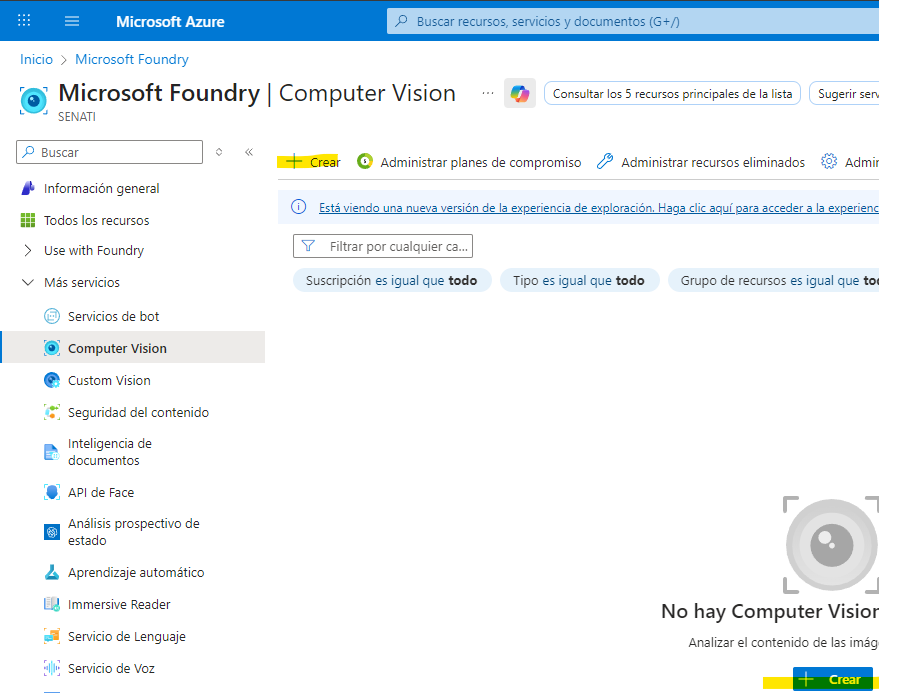 Microsoft Azure
Buscar recursos, servicios y documentos (G+/)
Inicio > Microsoft Foundry
Microsoft Foundry | Computer Vision
SENATI
Consultar los 5 recursos principales de la lista
Sugerir serv
Buscar
Crear
Administrar planes de compromiso
Administrar recursos eliminados
Admin
Está viendo una nueva versión de la experiencia de exploración. Haga clic aquí para acceder a la experienc
Filtrar por cualquier ca...
Suscripción es igual que todo
Tipo es igual que todo
Grupo de recursos es igual que todo
Información general
Todos los recursos
Use with Foundry
Más servicios
Servicios de bot
Computer Vision
Custom Vision
Seguridad del contenido
Inteligencia de
documentos
API de Face
Análisis prospectivo de
estado
Aprendizaje automático
Immersive Reader
Servicio de Lenguaje
Servicio de Voz
No hay Computer Vision
Analizar el contenido de las imág
Crear